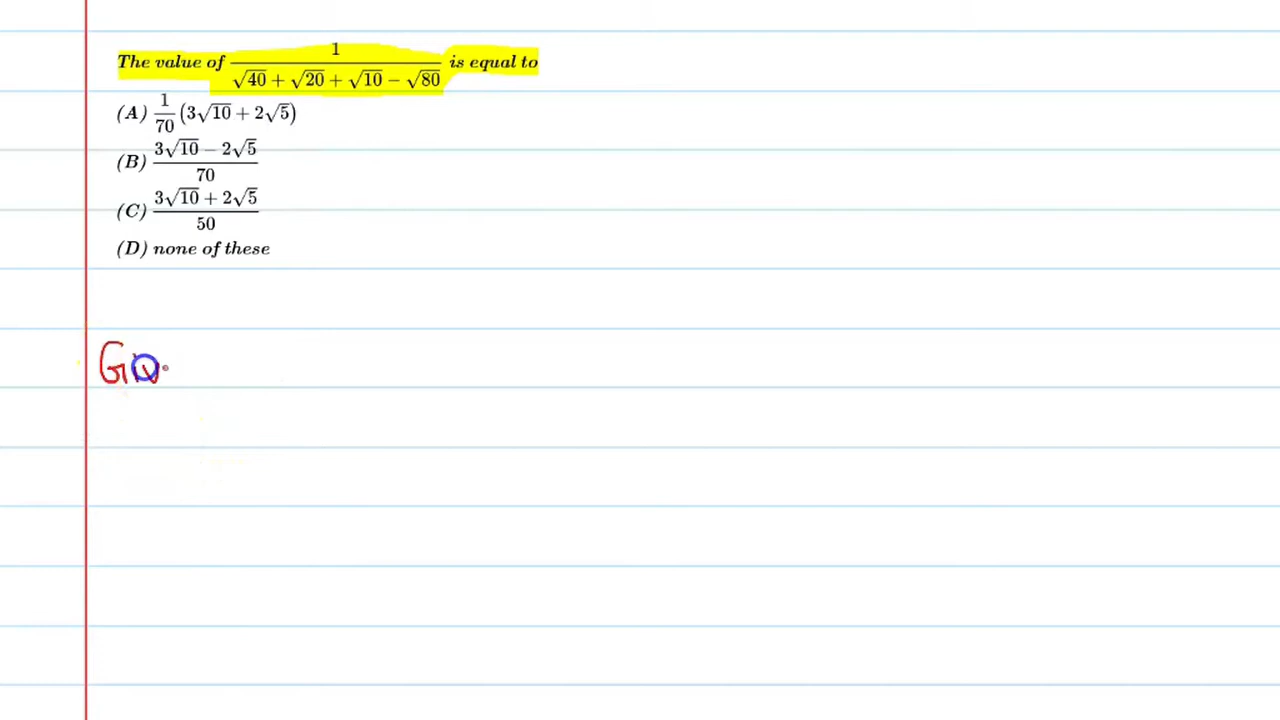 The value of 1/(√40 + √20 + √10 − √80) is equal to
(A) 1/70 (3√10 + 2√5)
(B) (3√10 − 2√5)/70
(C) (3√10 + 2√5)/50
(D) none of these